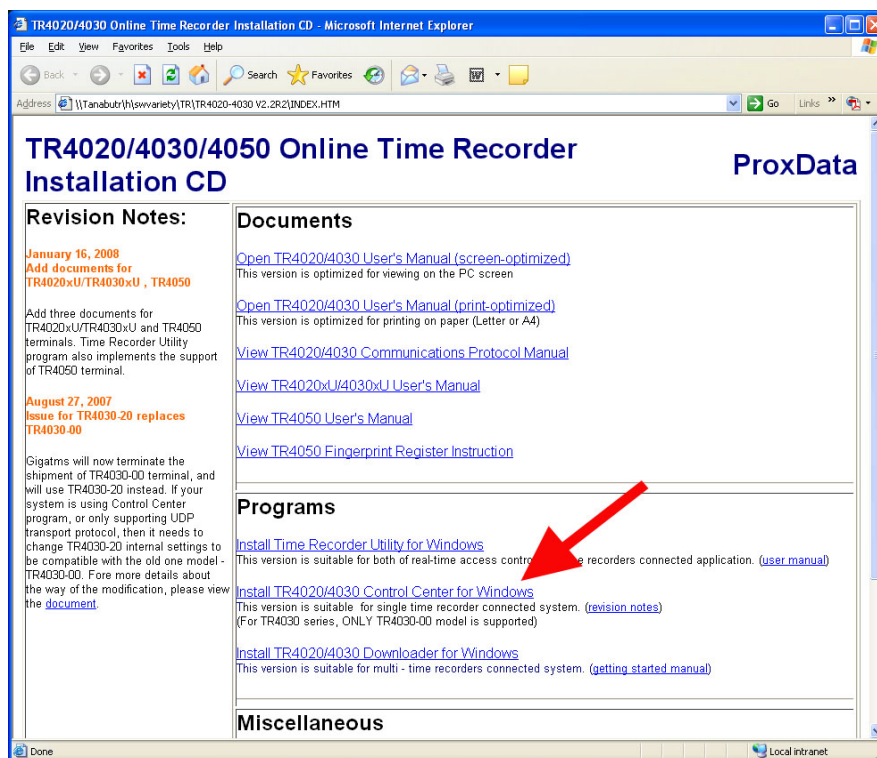 TR4020/4030 Online Time Recorder Installation CD - Microsoft Internet Explorer
File Edit View Favorites Tools Help
Back Search Favorites
Address \\Tanabutr\h\swvariety\TR\TR4020-4030 V2.2R2\INDEX.HTM Go Links »
TR4020/4030/4050 Online Time Recorder
Installation CD
ProxData
Revision Notes:
January 16, 2008
Add documents for
TR4020xU/TR4030xU , TR4050
Add three documents for
TR4020xU/TR4030xU and TR4050
terminals. Time Recorder Utility
program also implements the support
of TR4050 terminal.
August 27, 2007
Issue for TR4030-20 replaces
TR4030-00
Gigatms will now terminate the
shipment of TR4030-00 terminal, and
will use TR4030-20 instead. If your
system is using Control Center
program, or only supporting UDP
transport protocol, then it needs to
change TR4030-20 internal settings to
be compatible with the old one model -
TR4030-00. Fore more details about
the way of the modification, please view
the document.
Documents
Open TR4020/4030 User's Manual (screen-optimized)
This version is optimized for viewing on the PC screen
Open TR4020/4030 User's Manual (print-optimized)
This version is optimized for printing on paper (Letter or A4)
View TR4020/4030 Communications Protocol Manual
View TR4020xU/4030xU User's Manual
View TR4050 User's Manual
View TR4050 Fingerprint Register Instruction
Programs
Install Time Recorder Utility for Windows
This version is suitable for both of real-time access recorders connected application. (user manual)
Install TR4020/4030 Control Center for Windows
This version is suitable for single time recorder connected system. (revision notes)
(For TR4030 series, ONLY TR4030-00 model is supported)
Install TR4020/4030 Downloader for Windows
This version is suitable for multi - time recorders connected system. (getting started manual)
Miscellaneous
Done
Local intranet